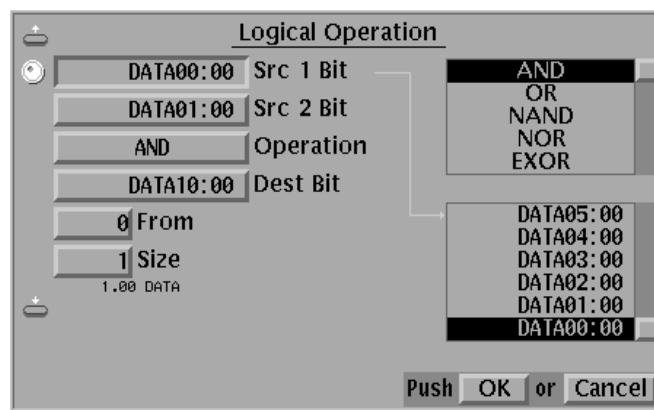 Logical Operation
DATA00:00 Src 1 Bit
DATA01:00 Src 2 Bit
AND Operation
DATA10:00 Dest Bit
0 From
1 Size
1.00 DATA
AND
OR
NAND
NOR
EXOR
DATA05:00
DATA04:00
DATA03:00
DATA02:00
DATA01:00
DATA00:00
Push OK or Cancel